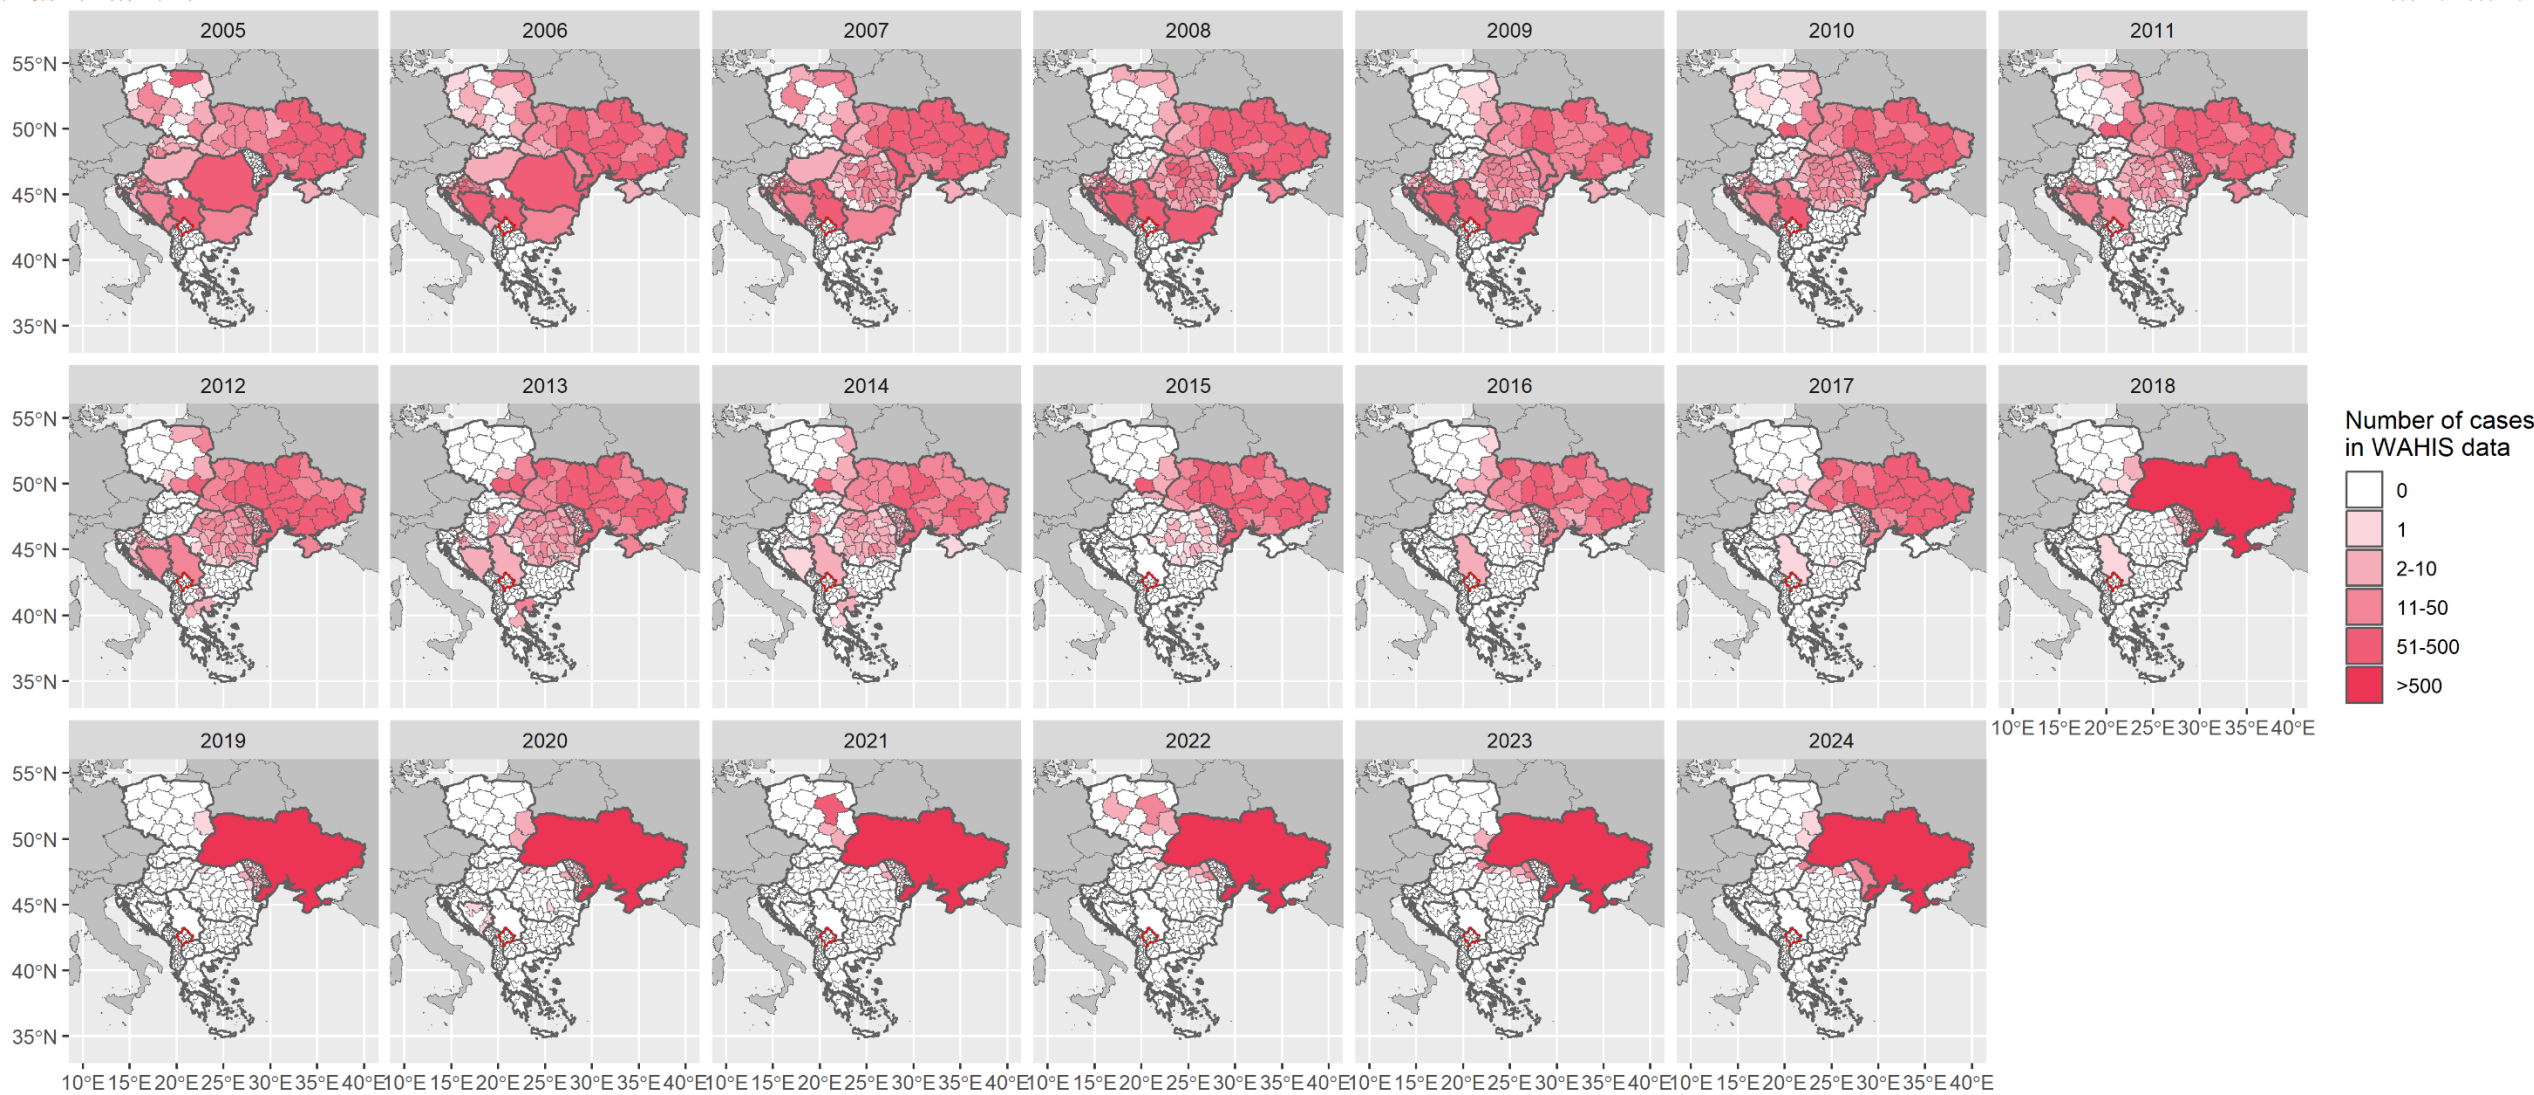 2005 2006 2007 2008 2009 2010 2011
55°N
50°N
45°N
40°N
35°N
2012 2013 2014 2015 2016 2017 2018
55°N
50°N
45°N
40°N
35°N
Number of cases
in WAHIS data
0
1
2-10
11-50
51-500
>500
10°E 15°E 20°E 25°E 30°E 35°E 40°E
2019 2020 2021 2022 2023 2024
55°N
50°N
45°N
40°N
35°N
10°E 15°E 20°E 25°E 30°E 35°E 40°E 10°E 15°E 20°E 25°E 30°E 35°E 40°E 10°E 15°E 20°E 25°E 30°E 35°E 40°E 10°E 15°E 20°E 25°E 30°E 35°E 40°E 10°E 15°E 20°E 25°E 30°E 35°E 40°E 10°E 15°E 20°E 25°E 30°E 35°E 40°E